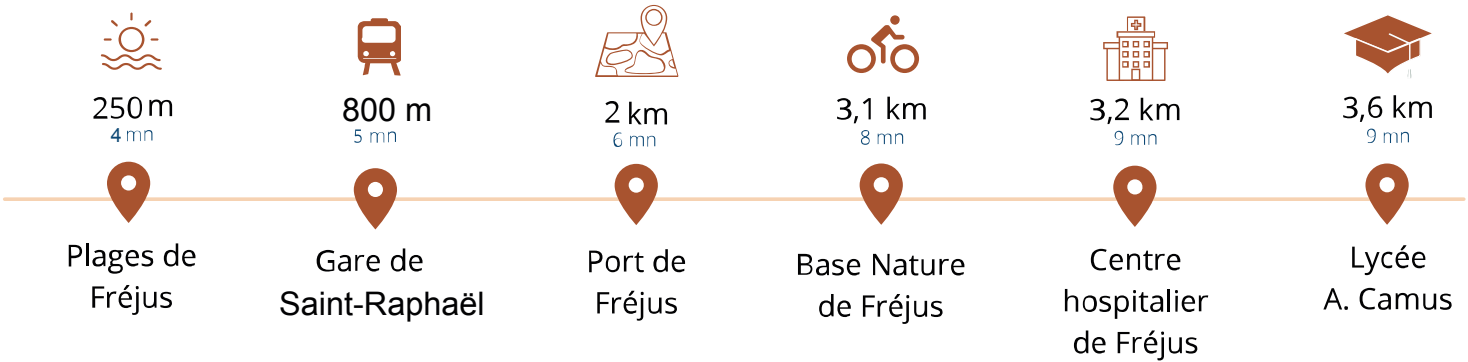 250 m
4 mn
Plages de
Fréjus
800 m
5 mn
Gare de
Saint-Raphaël
2 km
6 mn
Port de
Fréjus
3,1 km
8 mn
Base Nature
de Fréjus
3,2 km
9 mn
Centre
hospitalier
de Fréjus
3,6 km
9 mn
Lycée
A. Camus